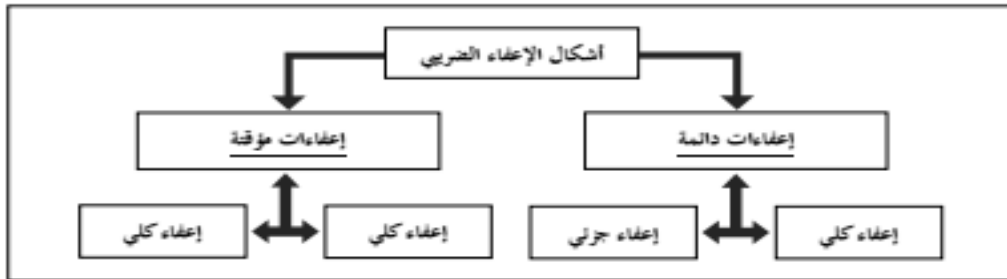 أشكال الإعفاء الضريبي
إعفاءات دائمة
إعفاءات مؤقتة
إعفاء كلي
إعفاء جزئي
إعفاء كلي
إعفاء كلي